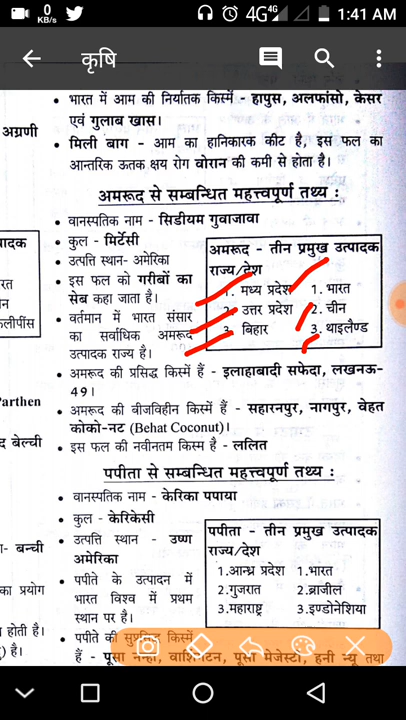 0
KB/s
4G 4G
1:41 AM
कृषि
• भारत में आम की निर्यातक किस्में - हापुस, अलफांसो, केसर
एवं गुलाब खास।
• मिली बाग - आम का हानिकारक कीट है, इस फल का
आन्तरिक ऊतक क्षय रोग बोरान की कमी से होता है।
अमरूद से सम्बन्धित महत्त्वपूर्ण तथ्य :
• वानस्पतिक नाम - सिडीयम गुवाजावा
• कुल - मिर्टेसी
• उत्पत्ति स्थान- अमेरिका
• इस फल को गरीबों का
सेब कहा जाता है।
• वर्तमान में भारत संसार
का सर्वाधिक अमरूद
उत्पादक राज्य है।
अमरूद - तीन प्रमुख उत्पादक
राज्य/देश
1. मध्य प्रदेश 1. भारत
2. उत्तर प्रदेश 2. चीन
3. बिहार 3. थाइलैण्ड
• अमरूद की प्रसिद्ध किस्में हैं - इलाहाबादी सफेदा, लखनऊ-
49।
• अमरूद की बीजविहीन किस्में हैं - सहारनपुर, नागपुर, वेहत
कोको-नट (Behat Coconut)।
• इस फल की नवीनतम किस्म है - ललित
पपीता से सम्बन्धित महत्त्वपूर्ण तथ्य :
• वानस्पतिक नाम - केरिका पपाया
• कुल - केरिकेसी
• उत्पत्ति स्थान - उष्ण
अमेरिका
• पपीते के उत्पादन में
भारत विश्व में प्रथम
स्थान पर है।
पपीता - तीन प्रमुख उत्पादक
राज्य/देश
1.आन्ध्र प्रदेश 1.भारत
2.गुजरात 2.ब्राजील
3.महाराष्ट्र 3.इण्डोनेशिया
• पपीते की सुप्रसिद्ध किस्में
हैं - पूसा नन्हा, वाशिंगटन, पूसा मेजेस्टी, हनी न्यू तथा
अग्रणी
पादक
रत
न
लीपींस
Parthen
द बेल्ची
ा- बन्ची
का प्रयोग
होती है।
) है।